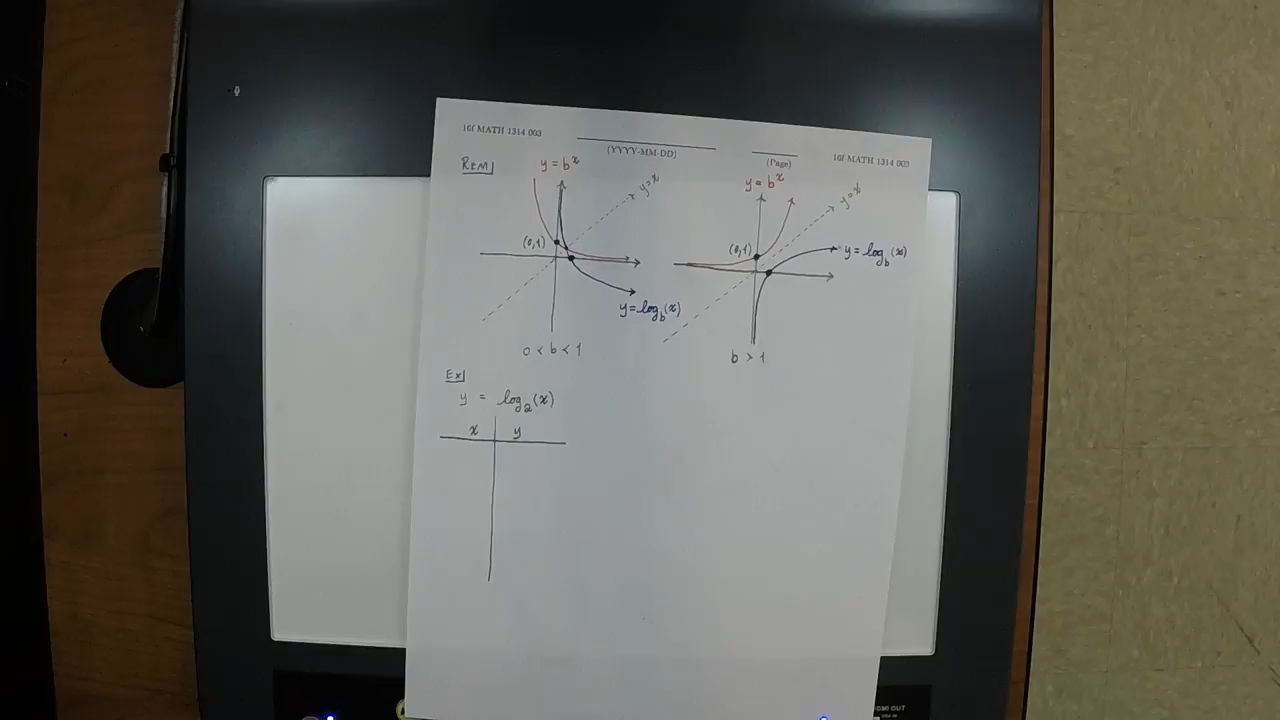 16f MATH 1314 003
(YYYY-MM-DD)
(Page)
16f MATH 1314 003
REM
y = b^x
y=x
(0,1)
y=log_b(x)
0 < b < 1
y = b^x
y=x
(0,1)
y = log_b(x)
b > 1
Ex
y = log_2(x)
x y